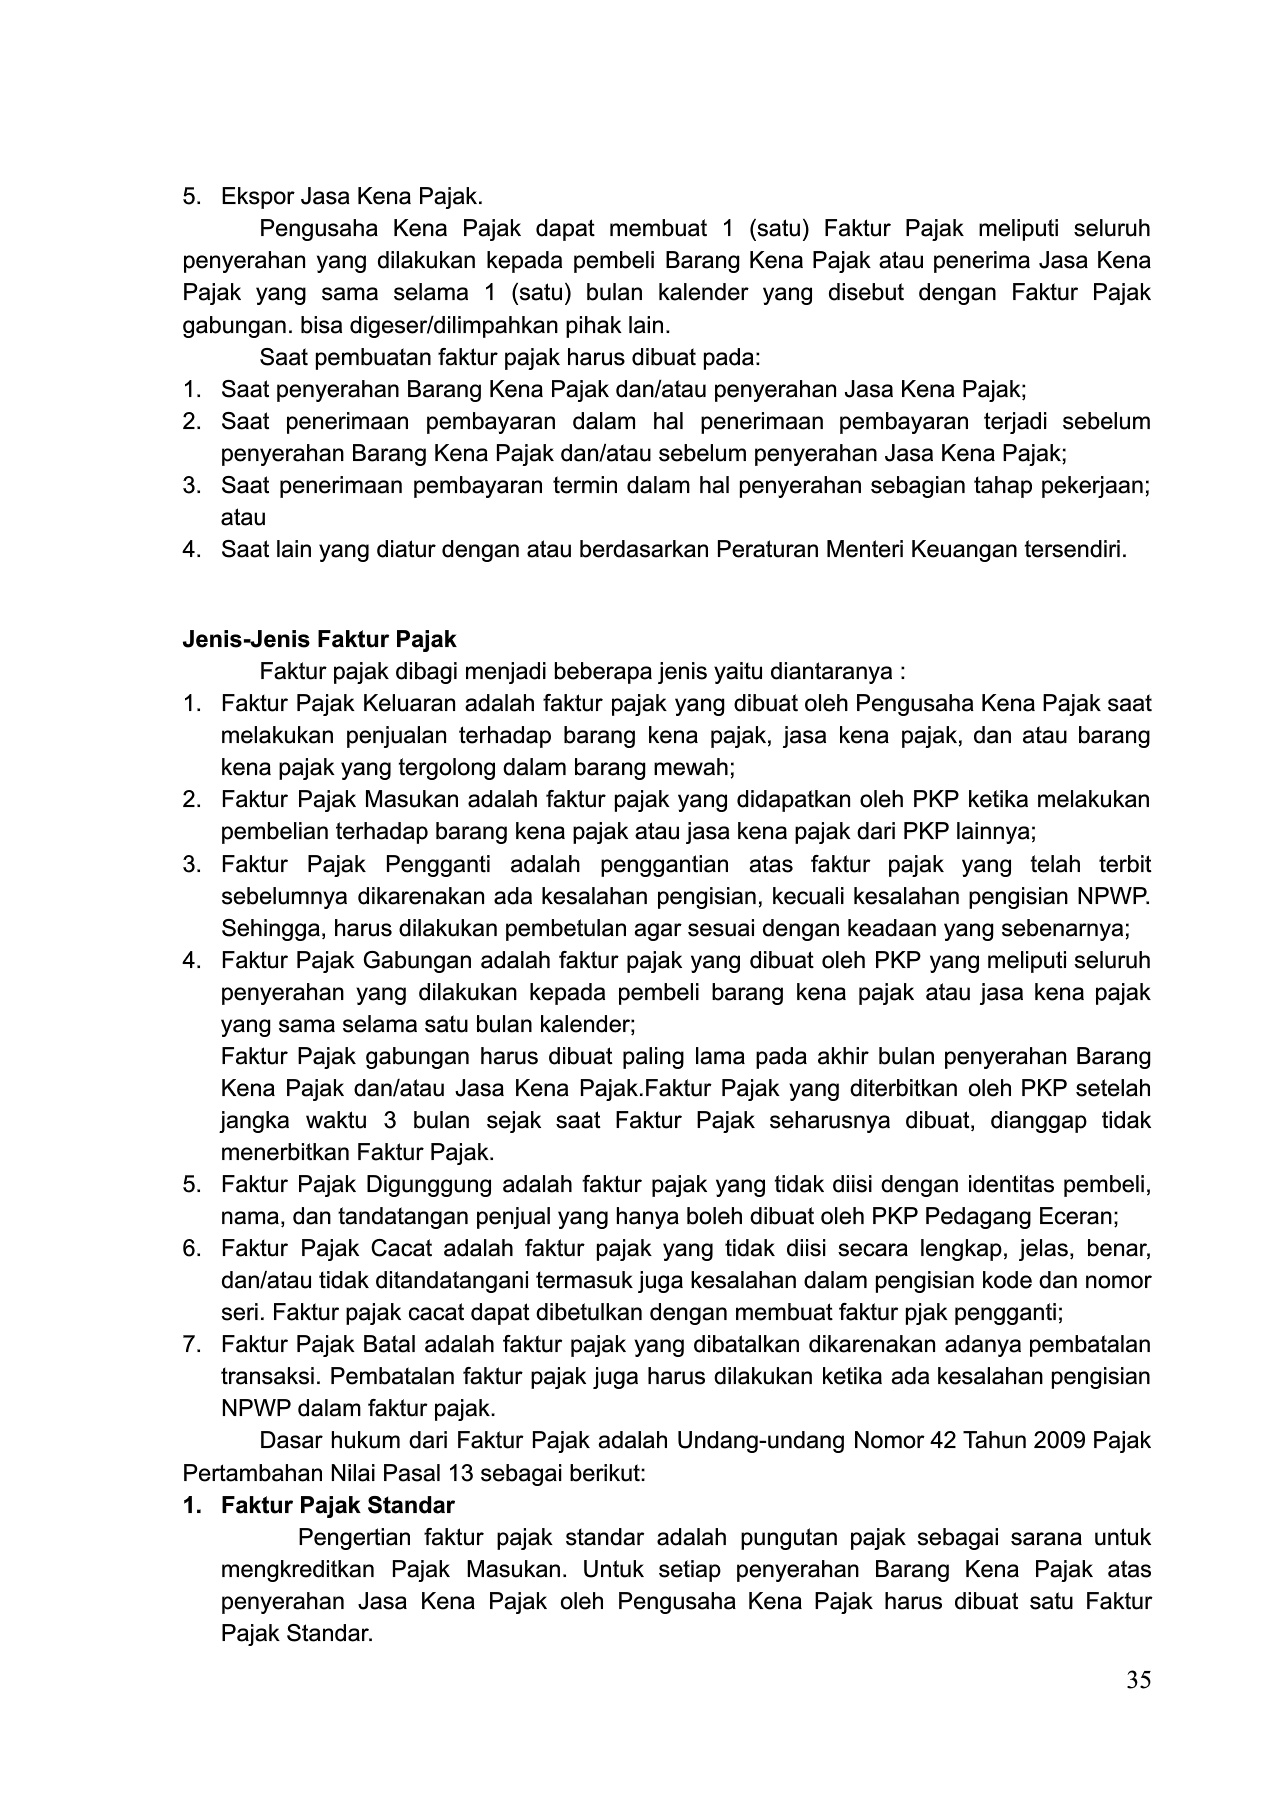 5. Ekspor Jasa Kena Pajak.
Pengusaha Kena Pajak dapat membuat 1 (satu) Faktur Pajak meliputi seluruh
penyerahan yang dilakukan kepada pembeli Barang Kena Pajak atau penerima Jasa Kena
Pajak yang sama selama 1 (satu) bulan kalender yang disebut dengan Faktur Pajak
gabungan. bisa digeser/dilimpahkan pihak lain.
Saat pembuatan faktur pajak harus dibuat pada:
1. Saat penyerahan Barang Kena Pajak dan/atau penyerahan Jasa Kena Pajak;
2. Saat penerimaan pembayaran dalam hal penerimaan pembayaran terjadi sebelum
penyerahan Barang Kena Pajak dan/atau sebelum penyerahan Jasa Kena Pajak;
3. Saat penerimaan pembayaran termin dalam hal penyerahan sebagian tahap pekerjaan;
atau
4. Saat lain yang diatur dengan atau berdasarkan Peraturan Menteri Keuangan tersendiri.
Jenis-Jenis Faktur Pajak
Faktur pajak dibagi menjadi beberapa jenis yaitu diantaranya :
1. Faktur Pajak Keluaran adalah faktur pajak yang dibuat oleh Pengusaha Kena Pajak saat
melakukan penjualan terhadap barang kena pajak, jasa kena pajak, dan atau barang
kena pajak yang tergolong dalam barang mewah;
2. Faktur Pajak Masukan adalah faktur pajak yang didapatkan oleh PKP ketika melakukan
pembelian terhadap barang kena pajak atau jasa kena pajak dari PKP lainnya;
3. Faktur Pajak Pengganti adalah penggantian atas faktur pajak yang telah terbit
sebelumnya dikarenakan ada kesalahan pengisian, kecuali kesalahan pengisian NPWP.
Sehingga, harus dilakukan pembetulan agar sesuai dengan keadaan yang sebenarnya;
4. Faktur Pajak Gabungan adalah faktur pajak yang dibuat oleh PKP yang meliputi seluruh
penyerahan yang dilakukan kepada pembeli barang kena pajak atau jasa kena pajak
yang sama selama satu bulan kalender;
Faktur Pajak gabungan harus dibuat paling lama pada akhir bulan penyerahan Barang
Kena Pajak dan/atau Jasa Kena Pajak.Faktur Pajak yang diterbitkan oleh PKP setelah
jangka waktu 3 bulan sejak saat Faktur Pajak seharusnya dibuat, dianggap tidak
menerbitkan Faktur Pajak.
5. Faktur Pajak Digunggung adalah faktur pajak yang tidak diisi dengan identitas pembeli,
nama, dan tandatangan penjual yang hanya boleh dibuat oleh PKP Pedagang Eceran;
6. Faktur Pajak Cacat adalah faktur pajak yang tidak diisi secara lengkap, jelas, benar,
dan/atau tidak ditandatangani termasuk juga kesalahan dalam pengisian kode dan nomor
seri. Faktur pajak cacat dapat dibetulkan dengan membuat faktur pjak pengganti;
7. Faktur Pajak Batal adalah faktur pajak yang dibatalkan dikarenakan adanya pembatalan
transaksi. Pembatalan faktur pajak juga harus dilakukan ketika ada kesalahan pengisian
NPWP dalam faktur pajak.
Dasar hukum dari Faktur Pajak adalah Undang-undang Nomor 42 Tahun 2009 Pajak
Pertambahan Nilai Pasal 13 sebagai berikut:
1. Faktur Pajak Standar
Pengertian faktur pajak standar adalah pungutan pajak sebagai sarana untuk
mengkreditkan Pajak Masukan. Untuk setiap penyerahan Barang Kena Pajak atas
penyerahan Jasa Kena Pajak oleh Pengusaha Kena Pajak harus dibuat satu Faktur
Pajak Standar.
35